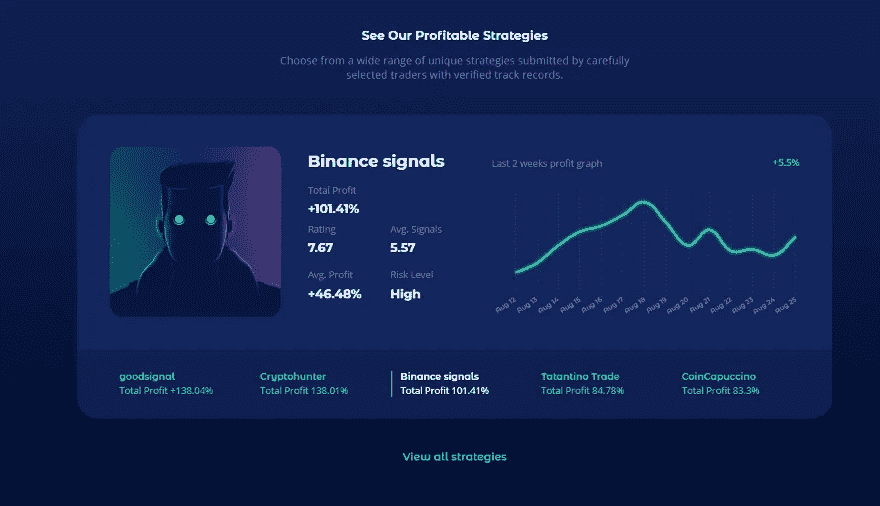 See Our Profitable Strategies
Choose from a wide range of unique strategies submitted by carefully
selected traders with verified track records.
Binance signals
Total Profit
+101.41%
Rating Avg. Signals
7.67 5.57
Avg. Profit Risk Level
+46.48% High
Last 2 weeks profit graph +5.5%
Aug 12 Aug 13 Aug 14 Aug 15 Aug 16 Aug 17 Aug 18 Aug 19 Aug 20 Aug 21 Aug 22 Aug 23 Aug 24 Aug 25
goodsignal Cryptohunter Binance signals Tatantino Trade CoinCapuccino
Total Profit +138.04% Total Profit 138.01% Total Profit 101.41% Total Profit 84.78% Total Profit 83.3%
View all strategies